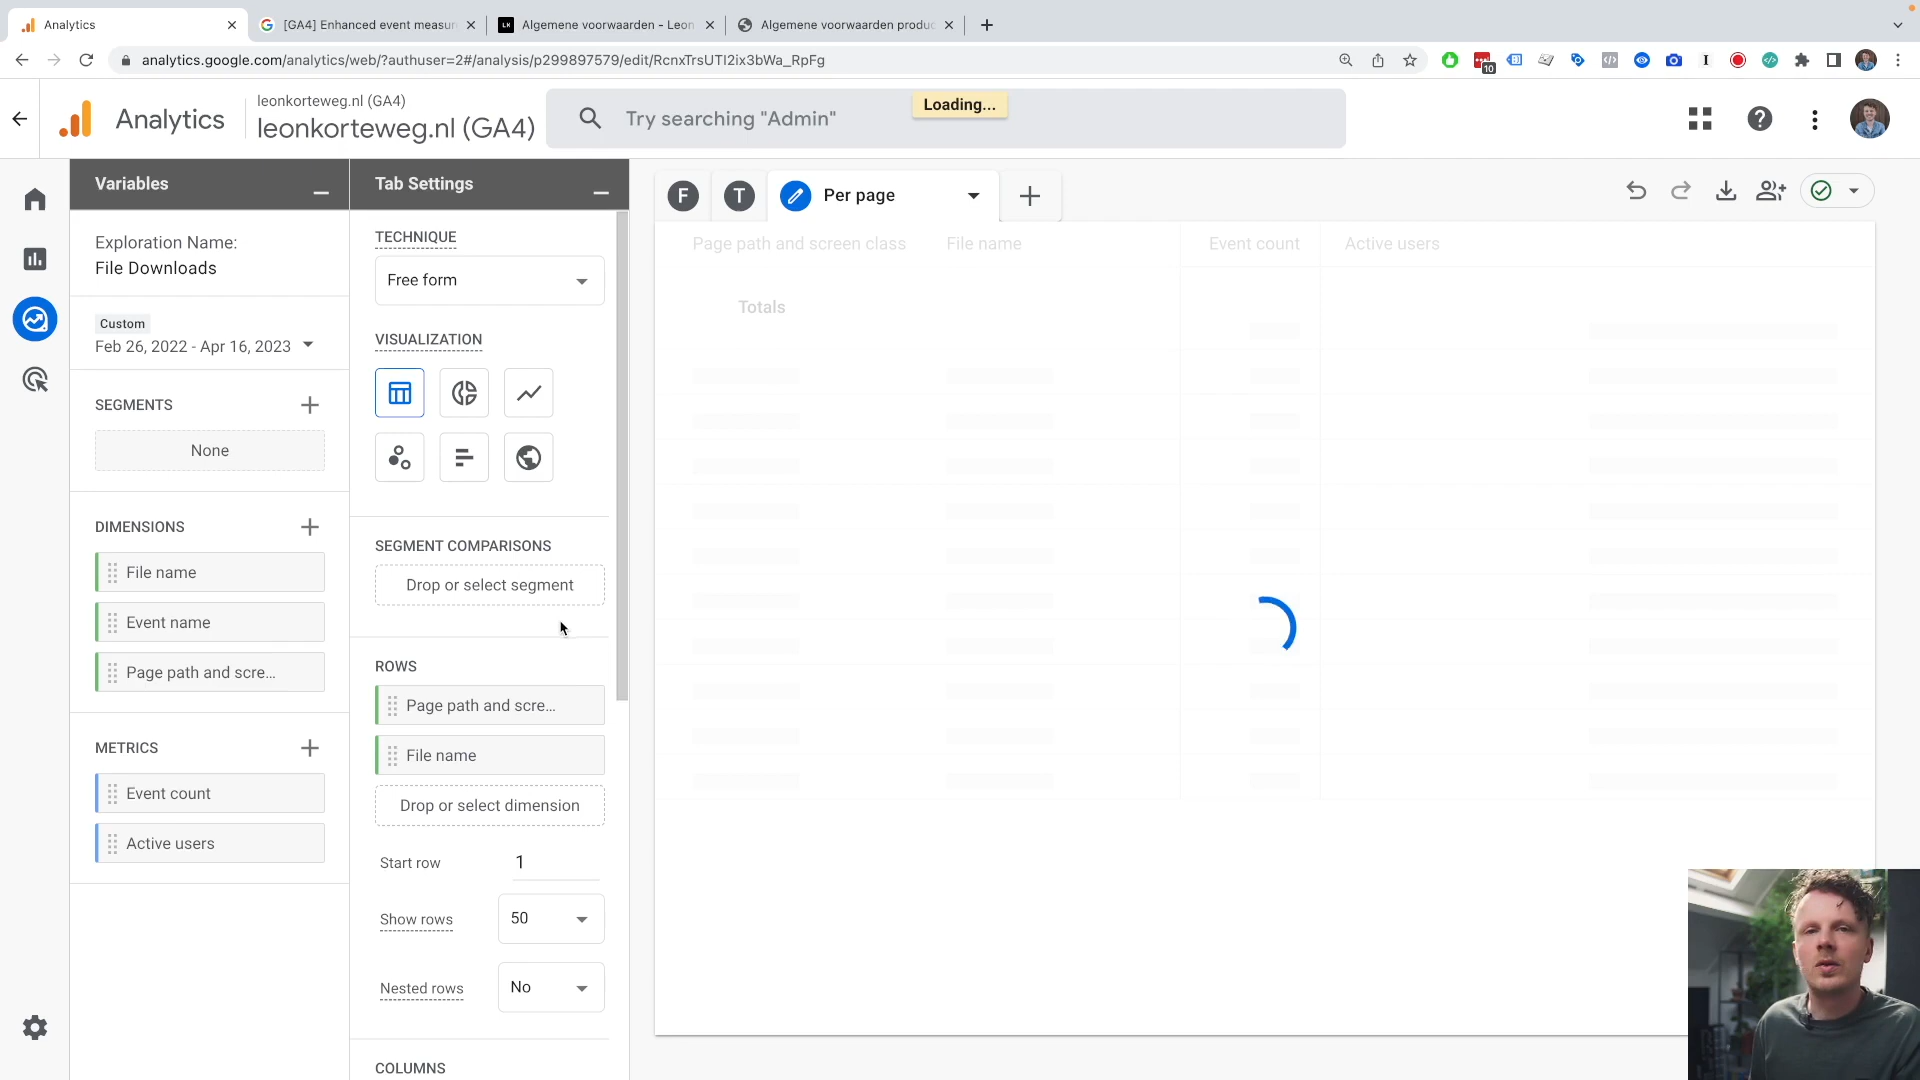 Analytics
[GA4] Enhanced event measur
Algemene voorwaarden - Leon
Algemene voorwaarden produc
analytics.google.com/analytics/web/?authuser=2#/analysis/p299897579/edit/RcnxTrsUTI2ix3bWa_RpFg
10
Analytics
leonkorteweg.nl (GA4)
leonkorteweg.nl (GA4)
Try searching "Admin"
Loading...
Variables
Exploration Name:
File Downloads
Custom
Feb 26, 2022 - Apr 16, 2023
SEGMENTS
None
DIMENSIONS
File name
Event name
Page path and scre...
METRICS
Event count
Active users
Tab Settings
TECHNIQUE
Free form
VISUALIZATION
SEGMENT COMPARISONS
Drop or select segment
ROWS
Page path and scre...
File name
Drop or select dimension
Start row 1
Show rows 50
Nested rows No
COLUMNS
F
T
Per page
Page path and screen class File name Event count Active users
Totals